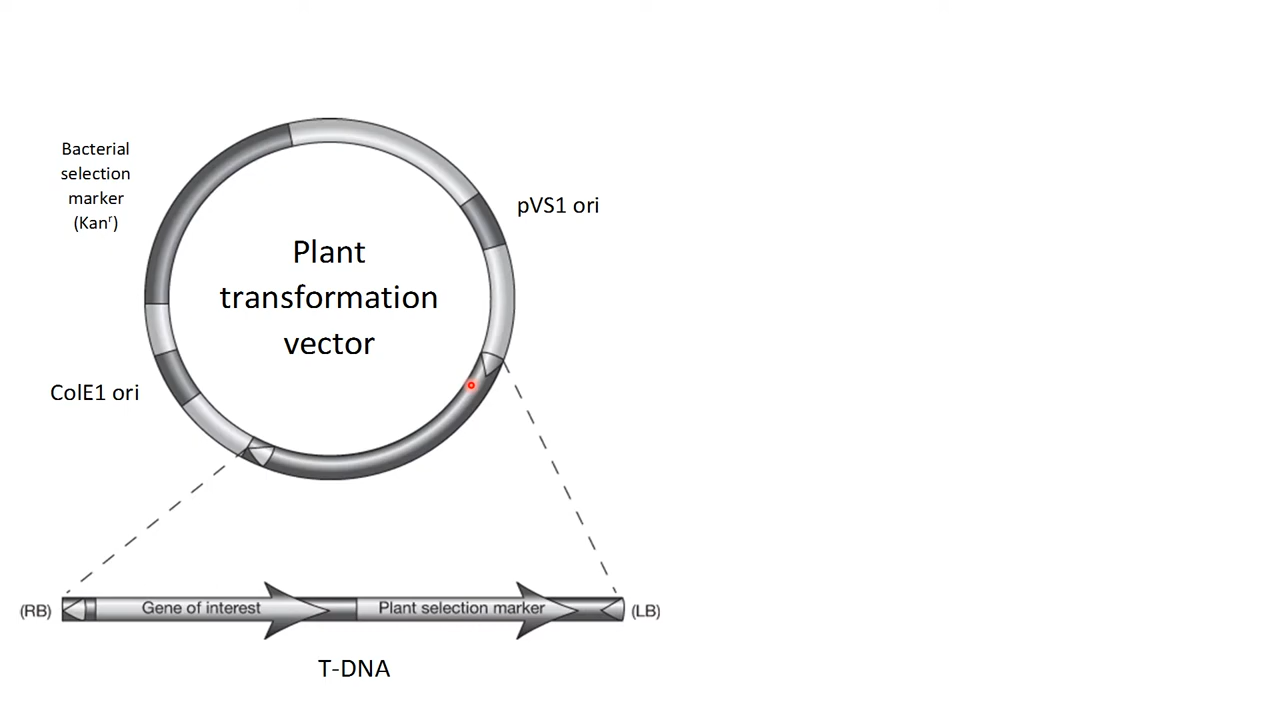 Bacterial
selection
marker
(Kanʳ)
pVS1 ori
Plant
transformation
vector
ColE1 ori
(RB)
Gene of interest
Plant selection marker
(LB)
T-DNA